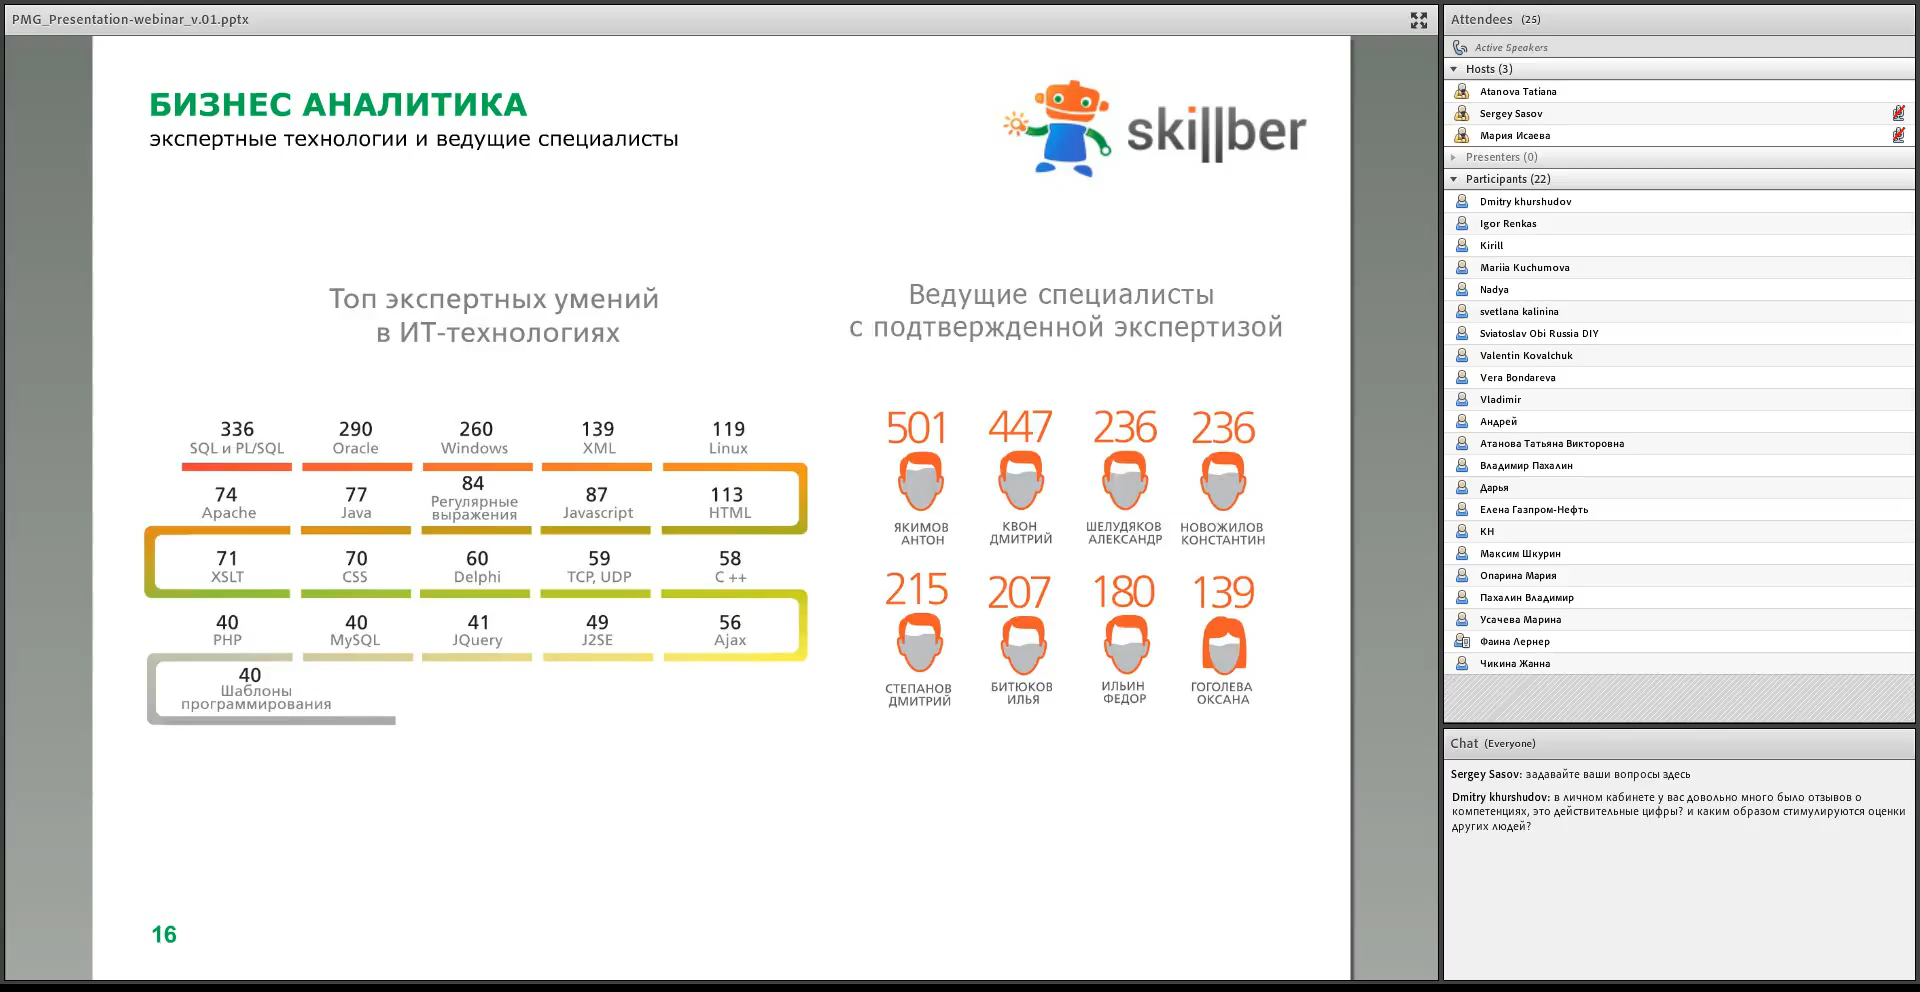 PMG_Presentation-webinar_v.01.pptx
БИЗНЕС АНАЛИТИКА
экспертные технологии и ведущие специалисты
skillber
Топ экспертных умений
в ИТ-технологиях
336 290 260 139 119
SQL и PL/SQL Oracle Windows XML Linux
74 77 84 87 113
Apache Java Регулярные выражения Javascript HTML
71 70 60 59 58
XSLT CSS Delphi TCP, UDP C ++
40 40 41 49 56
PHP MySQL JQuery J2SE Ajax
40
Шаблоны
программирования
Ведущие специалисты
с подтвержденной экспертизой
501 447 236 236
ЯКИМОВ КВОН ШЕЛУДЯКОВ НОВОЖИЛОВ
АНТОН ДМИТРИЙ АЛЕКСАНДР КОНСТАНТИН
215 207 180 139
СТЕПАНОВ БИТЮКОВ ИЛЬИН ГОГОЛЕВА
ДМИТРИЙ ИЛЬЯ ФЕДОР ОКСАНА
16
Attendees (25)
Active Speakers
Hosts (3)
Atanova Tatiana
Sergey Sasov
Мария Исаева
Presenters (0)
Participants (22)
Dmitry khurshudov
Igor Renkas
Kirill
Mariia Kuchumova
Nadya
svetlana kalinina
Sviatoslav Obi Russia DIY
Valentin Kovalchuk
Vera Bondareva
Vladimir
Андрей
Атанова Татьяна Викторовна
Владимир Пахалин
Дарья
Елена Газпром-Нефть
КН
Максим Шкурин
Опарина Мария
Пахалин Владимир
Усачева Марина
Фаина Лернер
Чикина Жанна
Chat (Everyone)
Sergey Sasov: задавайте ваши вопросы здесь
Dmitry khurshudov: в личном кабинете у вас довольно много было отзывов о
компетенциях, это действительные цифры? и каким образом стимулируются оценки
других людей?